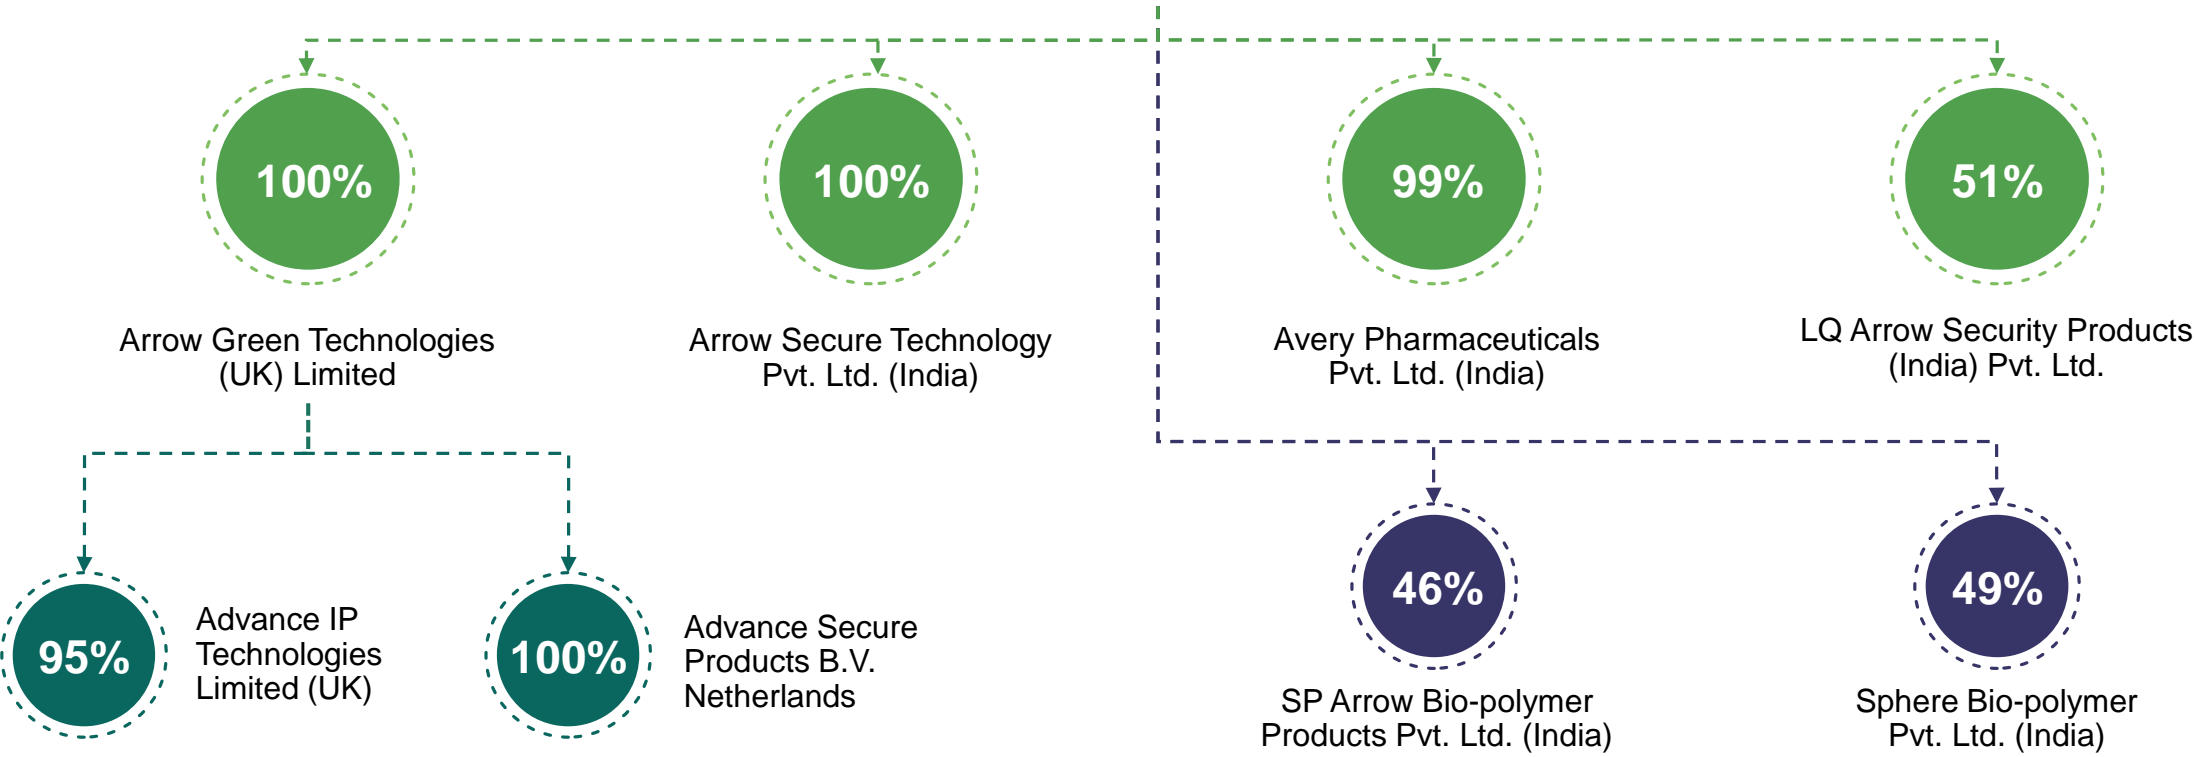 100%
Arrow Green Technologies
(UK) Limited
100%
Arrow Secure Technology
Pvt. Ltd. (India)
99%
Avery Pharmaceuticals
Pvt. Ltd. (India)
51%
LQ Arrow Security Products
(India) Pvt. Ltd.
95%
Advance IP
Technologies
Limited (UK)
100%
Advance Secure
Products B.V.
Netherlands
46%
SP Arrow Bio-polymer
Products Pvt. Ltd. (India)
49%
Sphere Bio-polymer
Pvt. Ltd. (India)